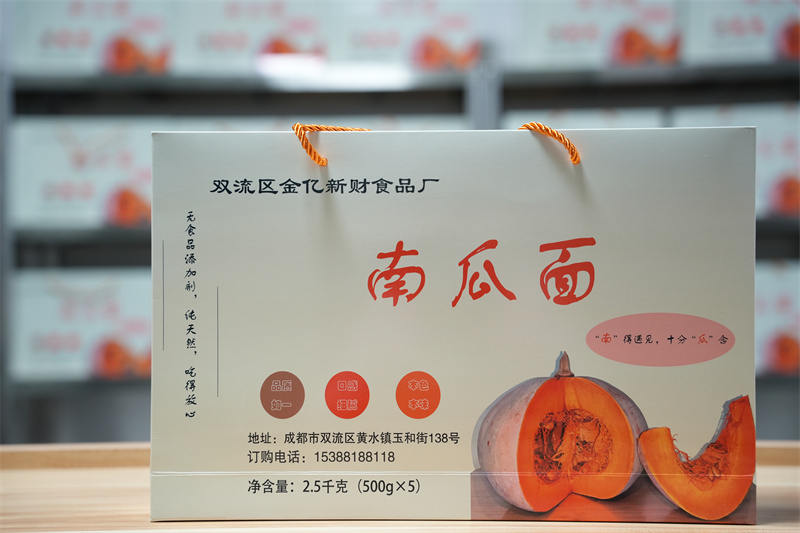 双流区金亿新财食品厂
无食品添加剂，纯天然，吃得放心
南瓜面
“南”得遇见，十分“瓜”念
品质
如一
口感
细腻
本色
本味
地址：成都市双流区黄水镇玉和街138号
订购电话：15388188118
净含量：2.5千克（500g×5）